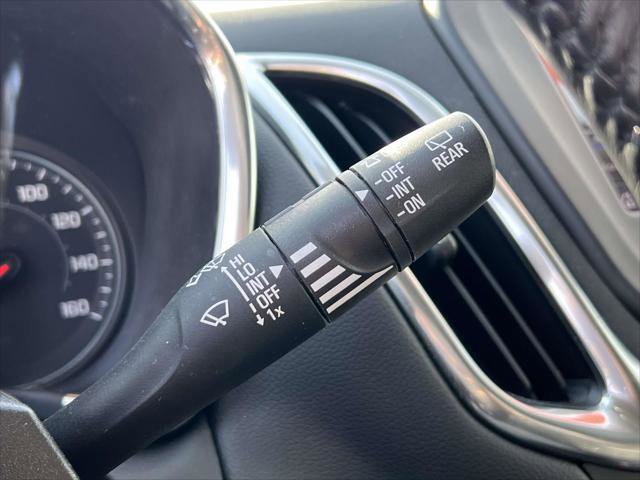 100
120
140
160
HI
LO
INT
OFF
1x
OFF
INT
ON
REAR